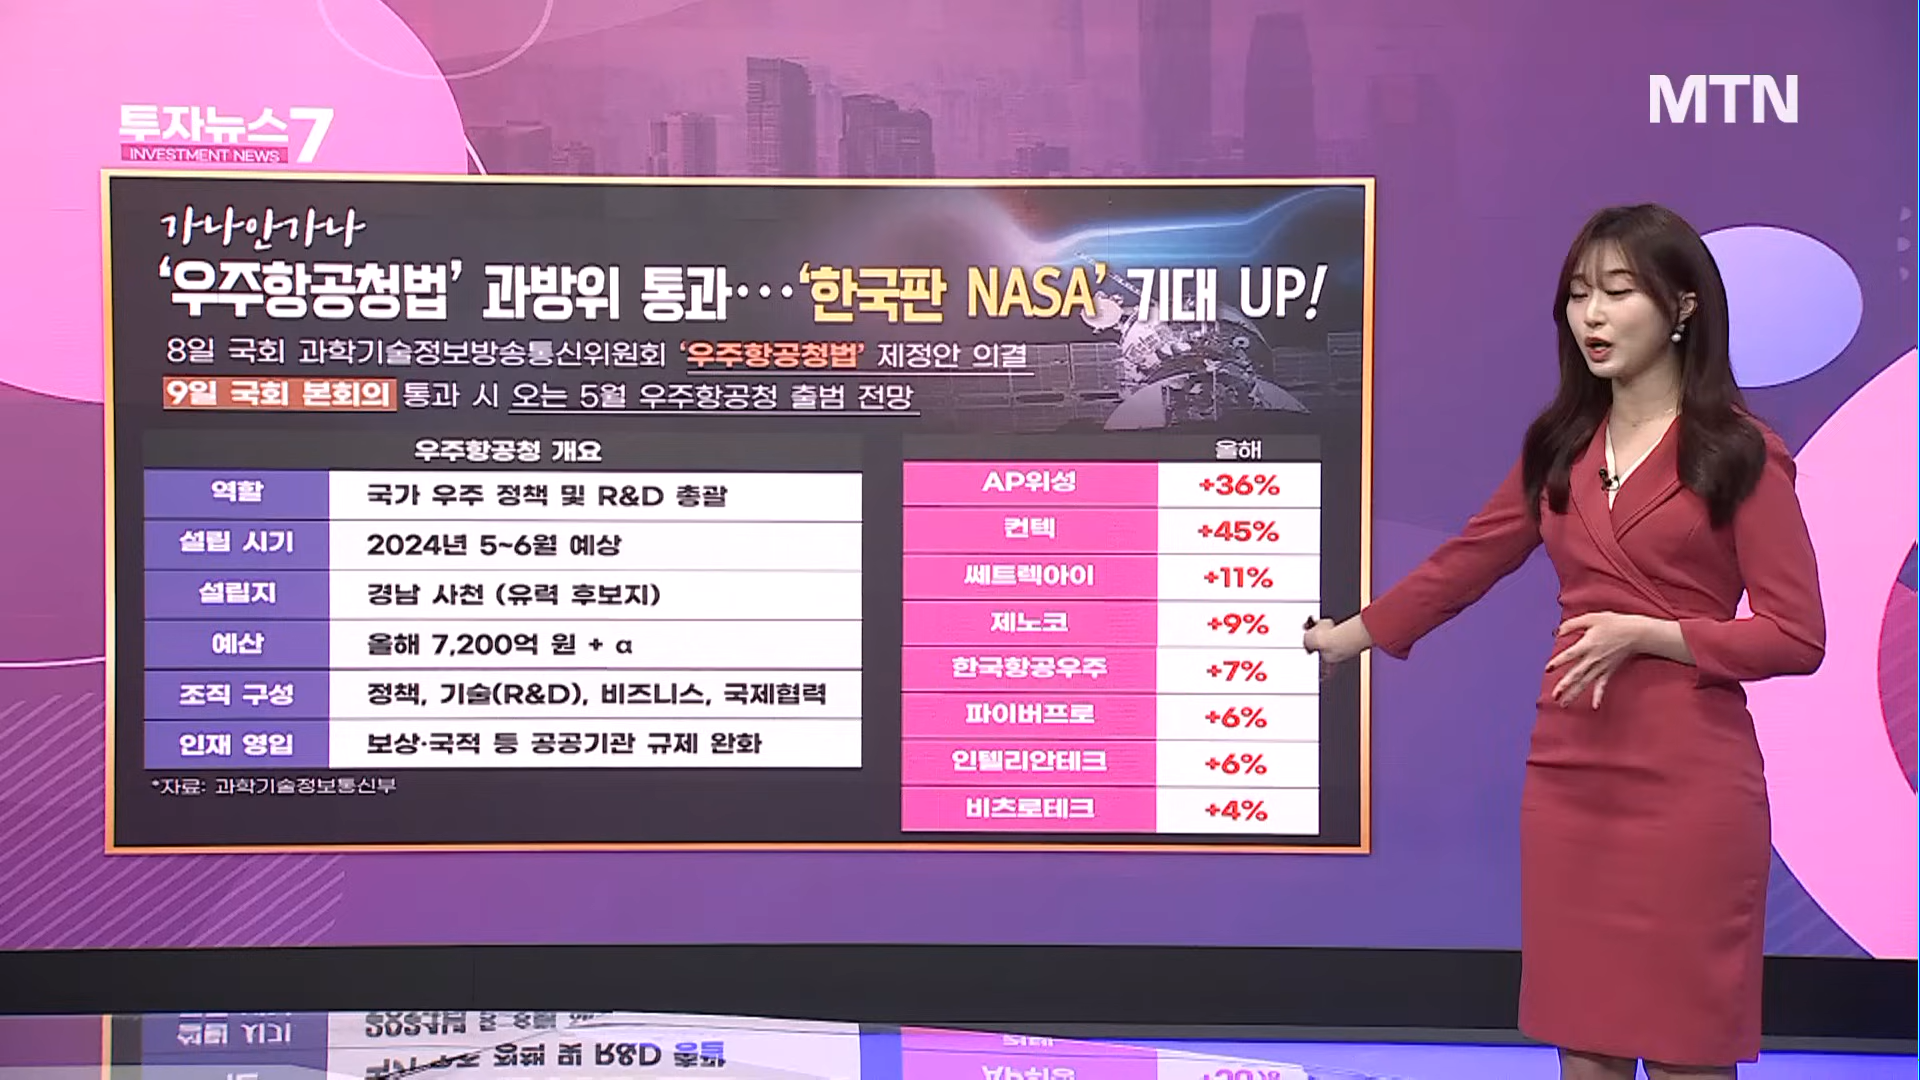 투자뉴스7
INVESTMENT NEWS
MTN
가나안가나
‘우주항공청법’ 과방위 통과···‘한국판 NASA’ 기대 UP!
8일 국회 과학기술정보방송통신위원회 ‘우주항공청법’ 제정안 의결
9일 국회 본회의 통과 시 오는 5월 우주항공청 출범 전망
우주항공청 개요
역할 국가 우주 정책 및 R&D 총괄
설립 시기 2024년 5~6월 예상
설립지 경남 사천 (유력 후보지)
예산 올해 7,200억 원 + α
조직 구성 정책, 기술(R&D), 비즈니스, 국제협력
인재 영입 보상·국적 등 공공기관 규제 완화
*자료: 과학기술정보통신부
올해
AP위성 +36%
컨텍 +45%
쎄트렉아이 +11%
제노코 +9%
한국항공우주 +7%
파이버프로 +6%
인텔리안테크 +6%
비츠로테크 +4%